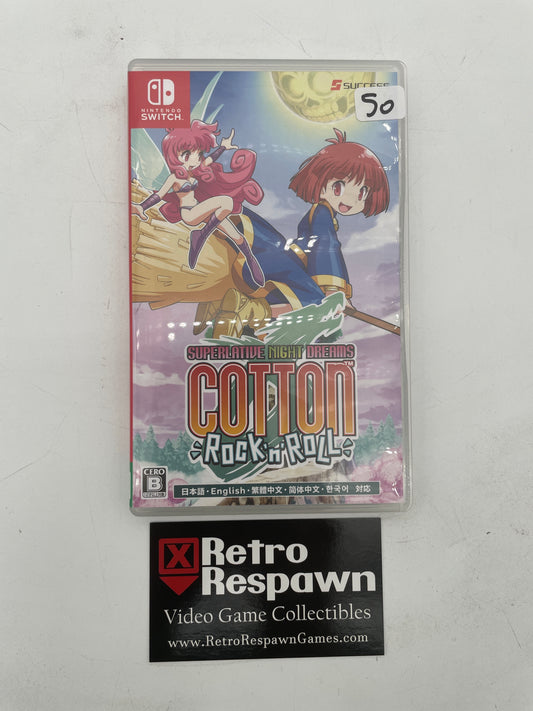 NINTENDO
SWITCH
SUCCESS
50
SUPERLATIVE NIGHT DREAMS
COTTON™
ROCK 'n' ROLL
CERO
B
日本語・English・繁體中文・简体中文・한국어 対応
Retro
Respawn
Video Game Collectibles
www.RetroRespawnGames.com